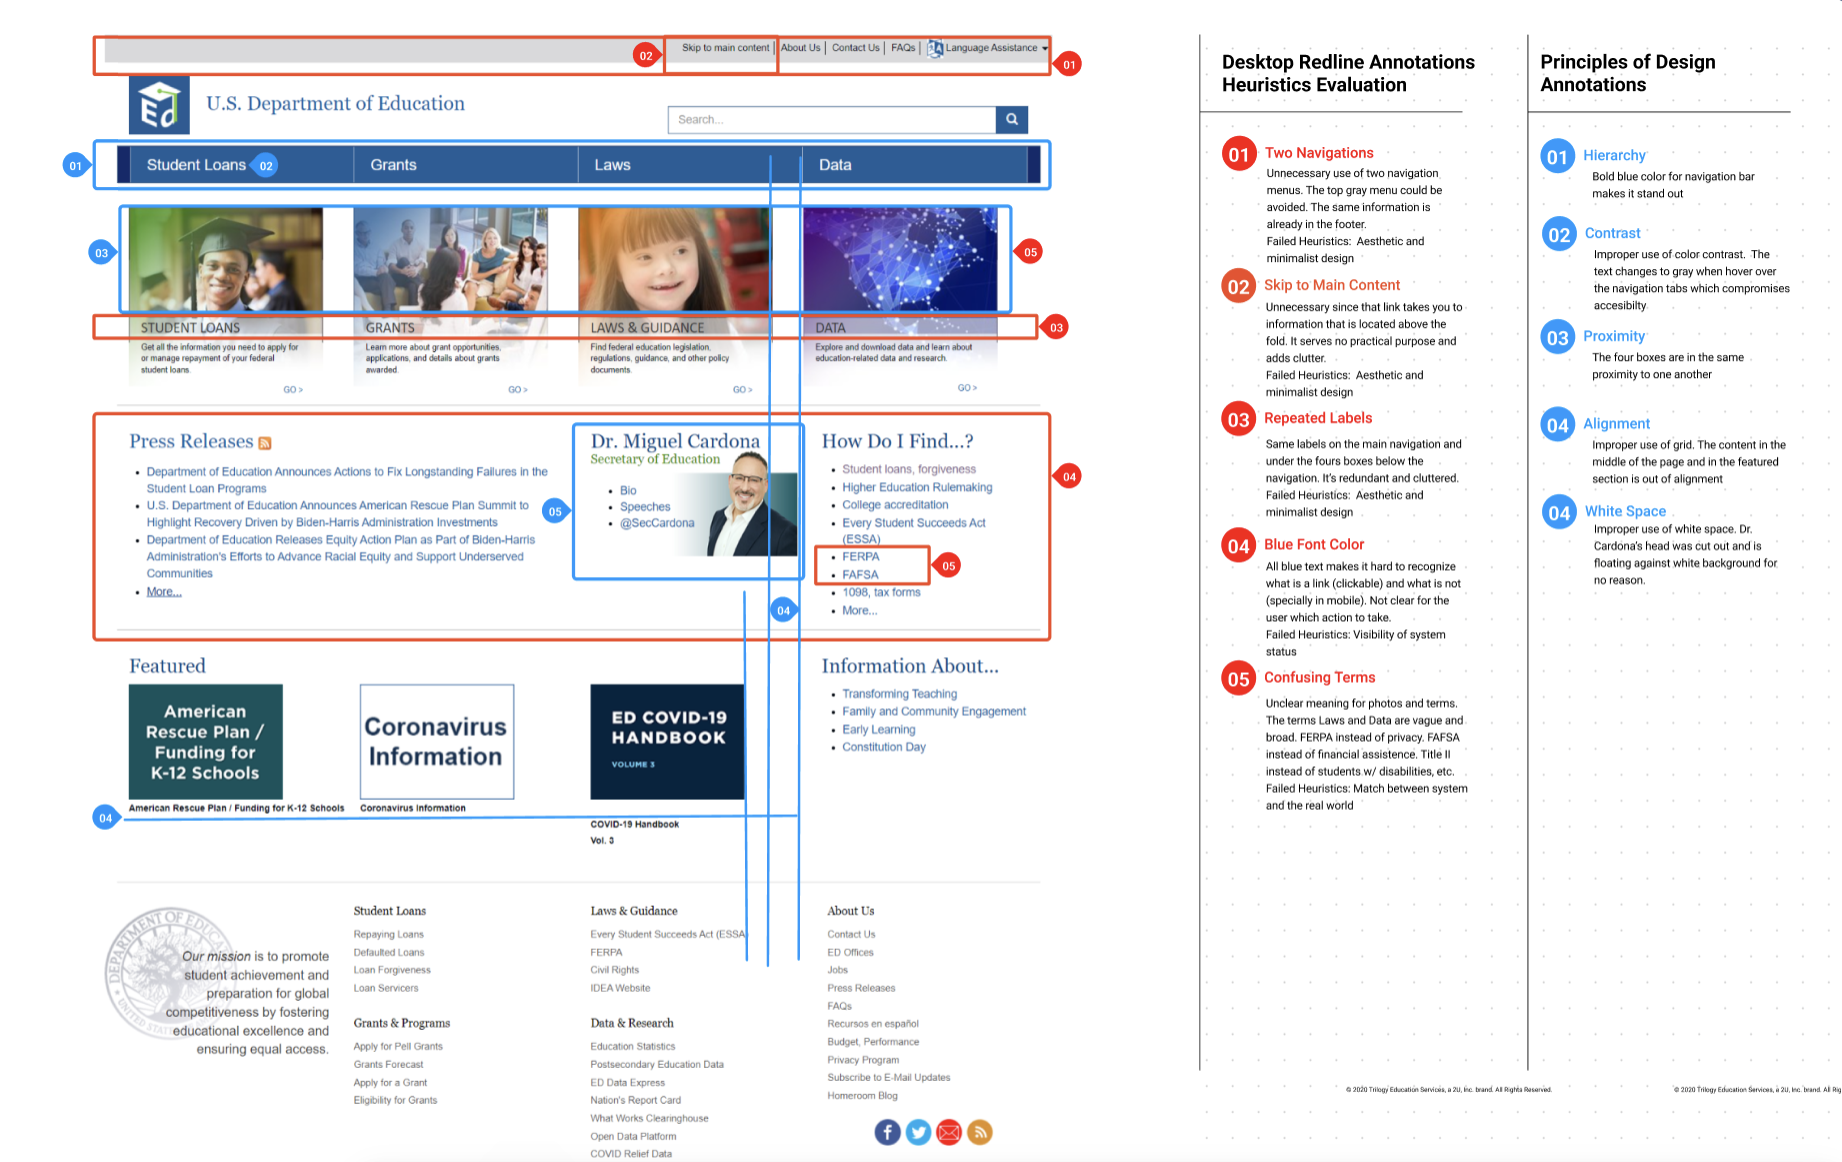 02
Skip to main content
About Us
Contact Us
FAQs
Language Assistance
01
Ed
U.S. Department of Education
Search...
01
Student Loans
02
Grants
Laws
Data
03
05
STUDENT LOANS
GRANTS
LAWS & GUIDANCE
DATA
03
Get all the information you need to apply for
or manage repayment of your federal
student loans.
GO >
Learn more about grant opportunities,
applications, and details about grants
awarded.
GO >
Find federal education legislation,
regulations, guidance, and other policy
documents.
GO >
Explore and download data and learn about
education-related data and research.
GO >
Press Releases
• Department of Education Announces Actions to Fix Longstanding Failures in the
Student Loan Programs
• U.S. Department of Education Announces American Rescue Plan Summit to
Highlight Recovery Driven by Biden-Harris Administration Investments
• Department of Education Releases Equity Action Plan as Part of Biden-Harris
Administration's Efforts to Advance Racial Equity and Support Underserved
Communities
• More...
05
Dr. Miguel Cardona
Secretary of Education
• Bio
• Speeches
• @SecCardona
04
How Do I Find...?
• Student loans, forgiveness
• Higher Education Rulemaking
• College accreditation
• Every Student Succeeds Act
(ESSA)
• FERPA
• FAFSA
• 1098, tax forms
• More...
04
05
Featured
American
Rescue Plan /
Funding for
K-12 Schools
American Rescue Plan / Funding for K-12 Schools
Coronavirus
Information
Coronavirus Information
ED COVID-19
HANDBOOK
VOLUME 3
COVID-19 Handbook
Vol. 3
04
Information About...
• Transforming Teaching
• Family and Community Engagement
• Early Learning
• Constitution Day
DEPARTMENT OF EDUCA
UNITED STAT
Our mission is to promote
student achievement and
preparation for global
competitiveness by fostering
educational excellence and
ensuring equal access.
Student Loans
Repaying Loans
Defaulted Loans
Loan Forgiveness
Loan Servicers
Grants & Programs
Apply for Pell Grants
Grants Forecast
Apply for a Grant
Eligibility for Grants
Laws & Guidance
Every Student Succeeds Act (ESSA)
FERPA
Civil Rights
IDEA Website
Data & Research
Education Statistics
Postsecondary Education Data
ED Data Express
Nation's Report Card
What Works Clearinghouse
Open Data Platform
COVID Relief Data
About Us
Contact Us
ED Offices
Jobs
Press Releases
FAQs
Recursos en español
Budget, Performance
Privacy Program
Subscribe to E-Mail Updates
Homeroom Blog
Desktop Redline Annotations
Heuristics Evaluation
01 Two Navigations
Unnecessary use of two navigation
menus. The top gray menu could be
avoided. The same information is
already in the footer.
Failed Heuristics: Aesthetic and
minimalist design
02 Skip to Main Content
Unnecessary since that link takes you to
information that is located above the
fold. It serves no practical purpose and
adds clutter.
Failed Heuristics: Aesthetic and
minimalist design
03 Repeated Labels
Same labels on the main navigation and
under the fours boxes below the
navigation. It's redundant and cluttered.
Failed Heuristics: Aesthetic and
minimalist design
04 Blue Font Color
All blue text makes it hard to recognize
what is a link (clickable) and what is not
(specially in mobile). Not clear for the
user which action to take.
Failed Heuristics: Visibility of system
status
05 Confusing Terms
Unclear meaning for photos and terms.
The terms Laws and Data are vague and
broad. FERPA instead of privacy. FAFSA
instead of financial assistence. Title II
instead of students w/ disabilities, etc.
Failed Heuristics: Match between system
and the real world
© 2020 Trilogy Education Services, a 2U, Inc. brand. All Rights Reserved.
Principles of Design
Annotations
01 Hierarchy
Bold blue color for navigation bar
makes it stand out
02 Contrast
Improper use of color contrast. The
text changes to gray when hover over
the navigation tabs which compromises
accesibilty
03 Proximity
The four boxes are in the same
proximity to one another
04 Alignment
Improper use of grid. The content in the
middle of the page and in the featured
section is out of alignment
04 White Space
Improper use of white space. Dr.
Cardona's head was cut out and is
floating against white background for
no reason.
© 2020 Trilogy Education Services, a 2U, Inc. brand. All Rig